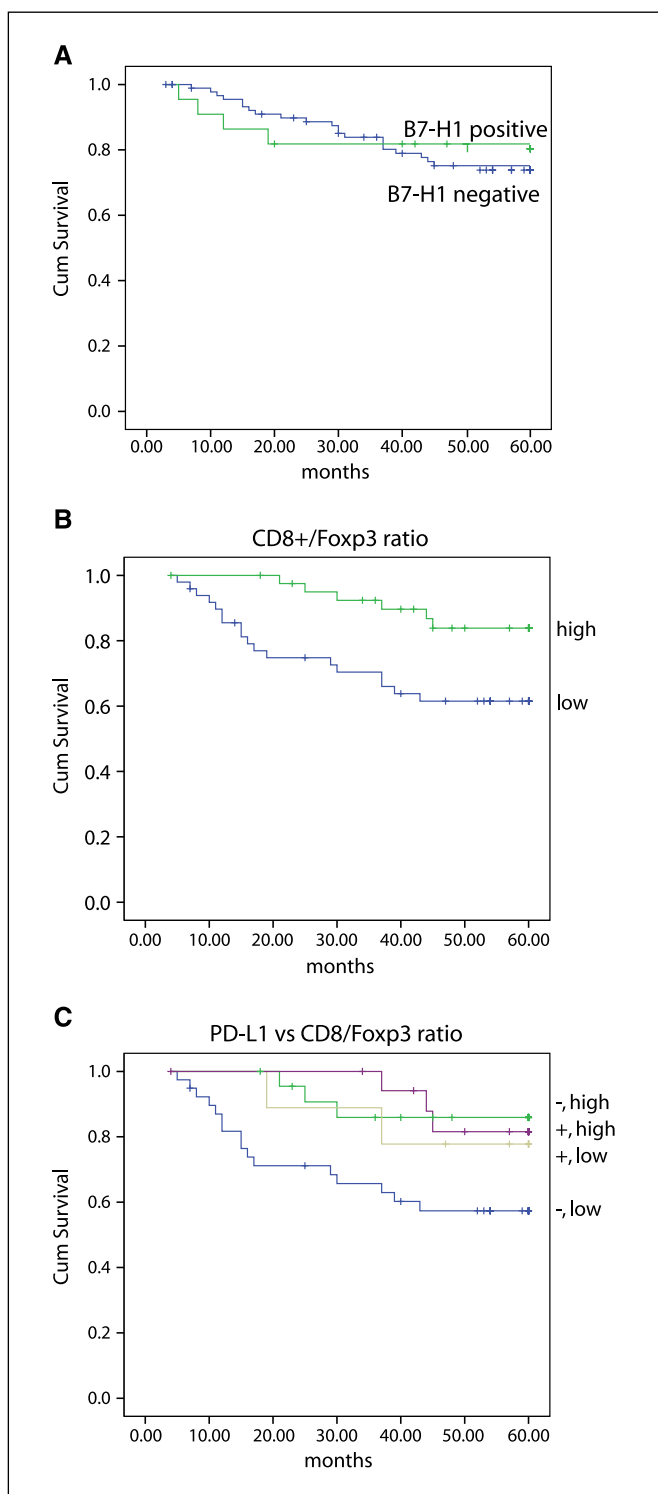 A
1.0
0.8
0.6
0.4
0.2
0.0
Cum Survival
B7-H1 positive
B7-H1 negative
0.00 10.00 20.00 30.00 40.00 50.00 60.00
months
B
CD8+/Foxp3 ratio
1.0
0.8
0.6
0.4
0.2
0.0
Cum Survival
high
low
0.00 10.00 20.00 30.00 40.00 50.00 60.00
months
C
PD-L1 vs CD8/Foxp3 ratio
1.0
0.8
0.6
0.4
0.2
0.0
Cum Survival
-, high
+, high
+, low
-, low
0.00 10.00 20.00 30.00 40.00 50.00 60.00
months